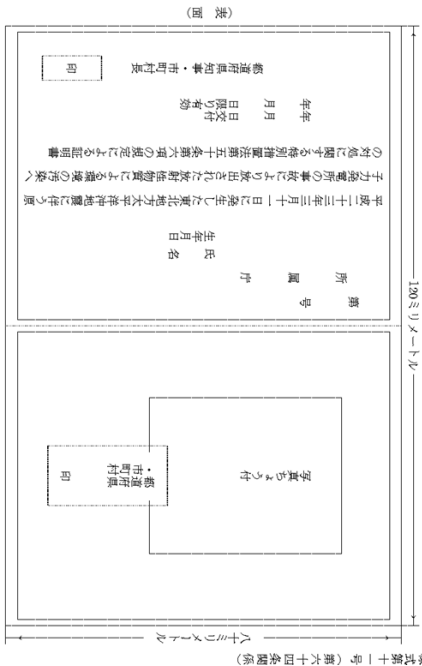 式第十一号(第六十四条関係)
(表 面)
八十ミリメートル
120ミリメートル
写真ちょう付
都道府県
・市町村
印
第 号
所 属 庁
氏 名
生年月日
平成二十三年三月十一日に発生した東北地方太平洋沖地震に伴う原
子力発電所の事故により放出された放射性物質による環境の汚染へ
の対処に関する特別措置法第五十条第六項の規定による証明書
年 月 日交付
年 月 日限り有効
都道府県知事・市町村長
印